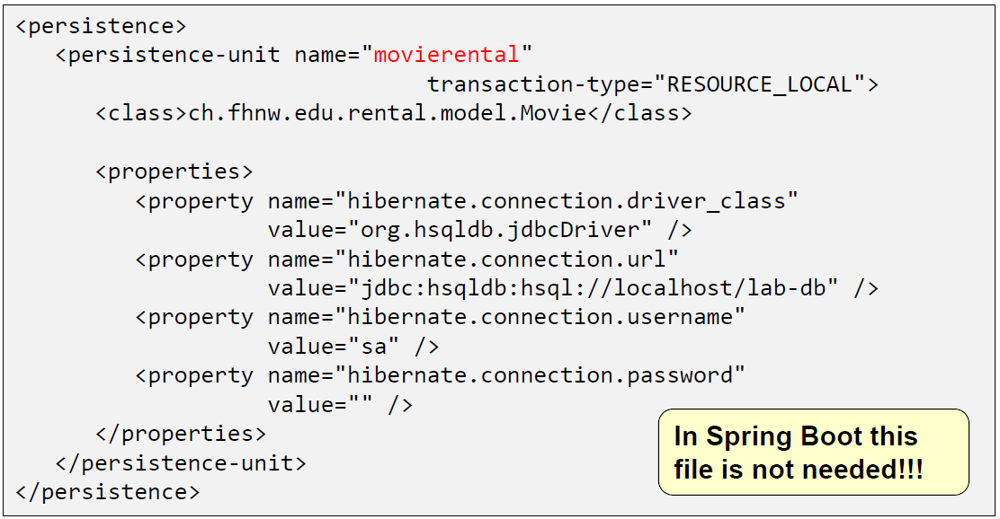 <persistence>
<persistence-unit name="movierental"
transaction-type="RESOURCE_LOCAL">
<class>ch.fhnw.edu.rental.model.Movie</class>
<properties>
<property name="hibernate.connection.driver_class"
value="org.hsqldb.jdbcDriver" />
<property name="hibernate.connection.url"
value="jdbc:hsqldb:hsql://localhost/lab-db" />
<property name="hibernate.connection.username"
value="sa" />
<property name="hibernate.connection.password"
value="" />
</properties>
</persistence-unit>
</persistence>
In Spring Boot this
file is not needed!!!